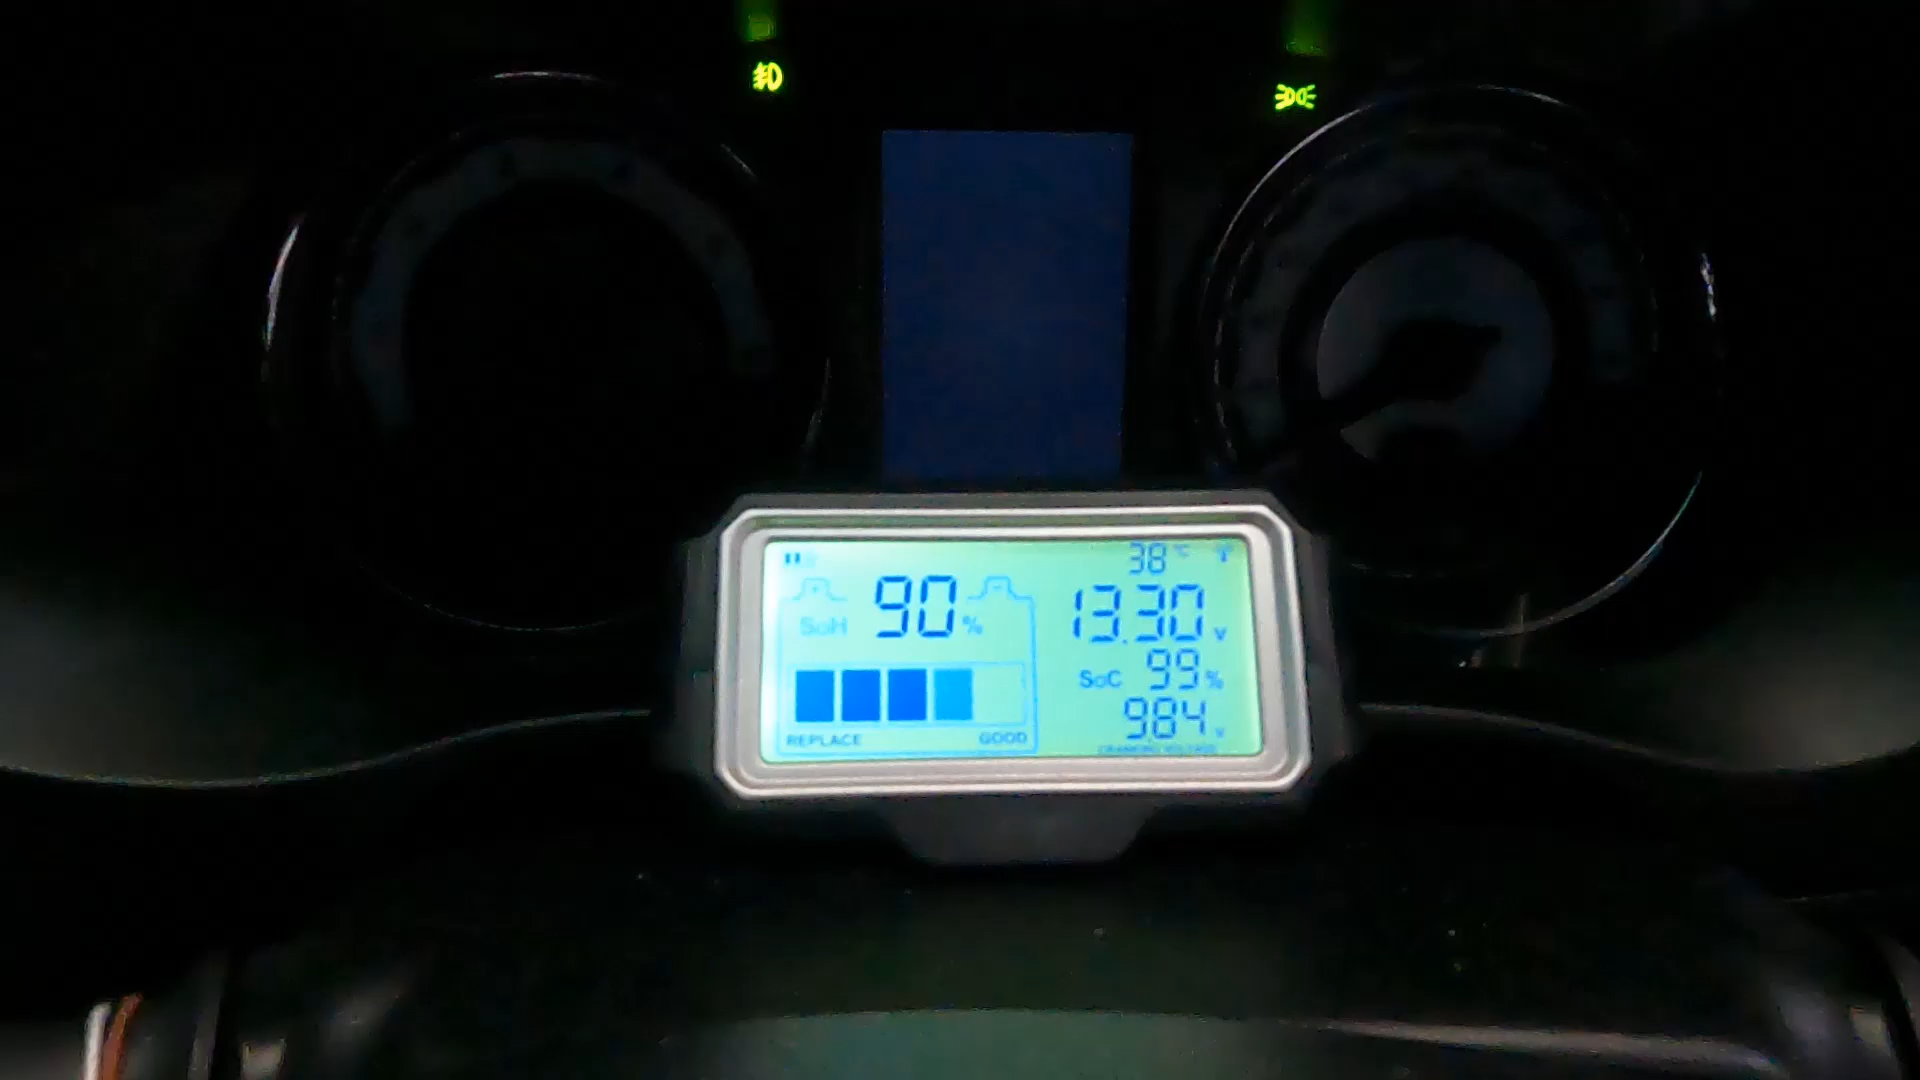 38 °C
SoH 90 %
13.30 v
SoC 99 %
9.84 v
REPLACE GOOD
CRANKING VOLTAGE